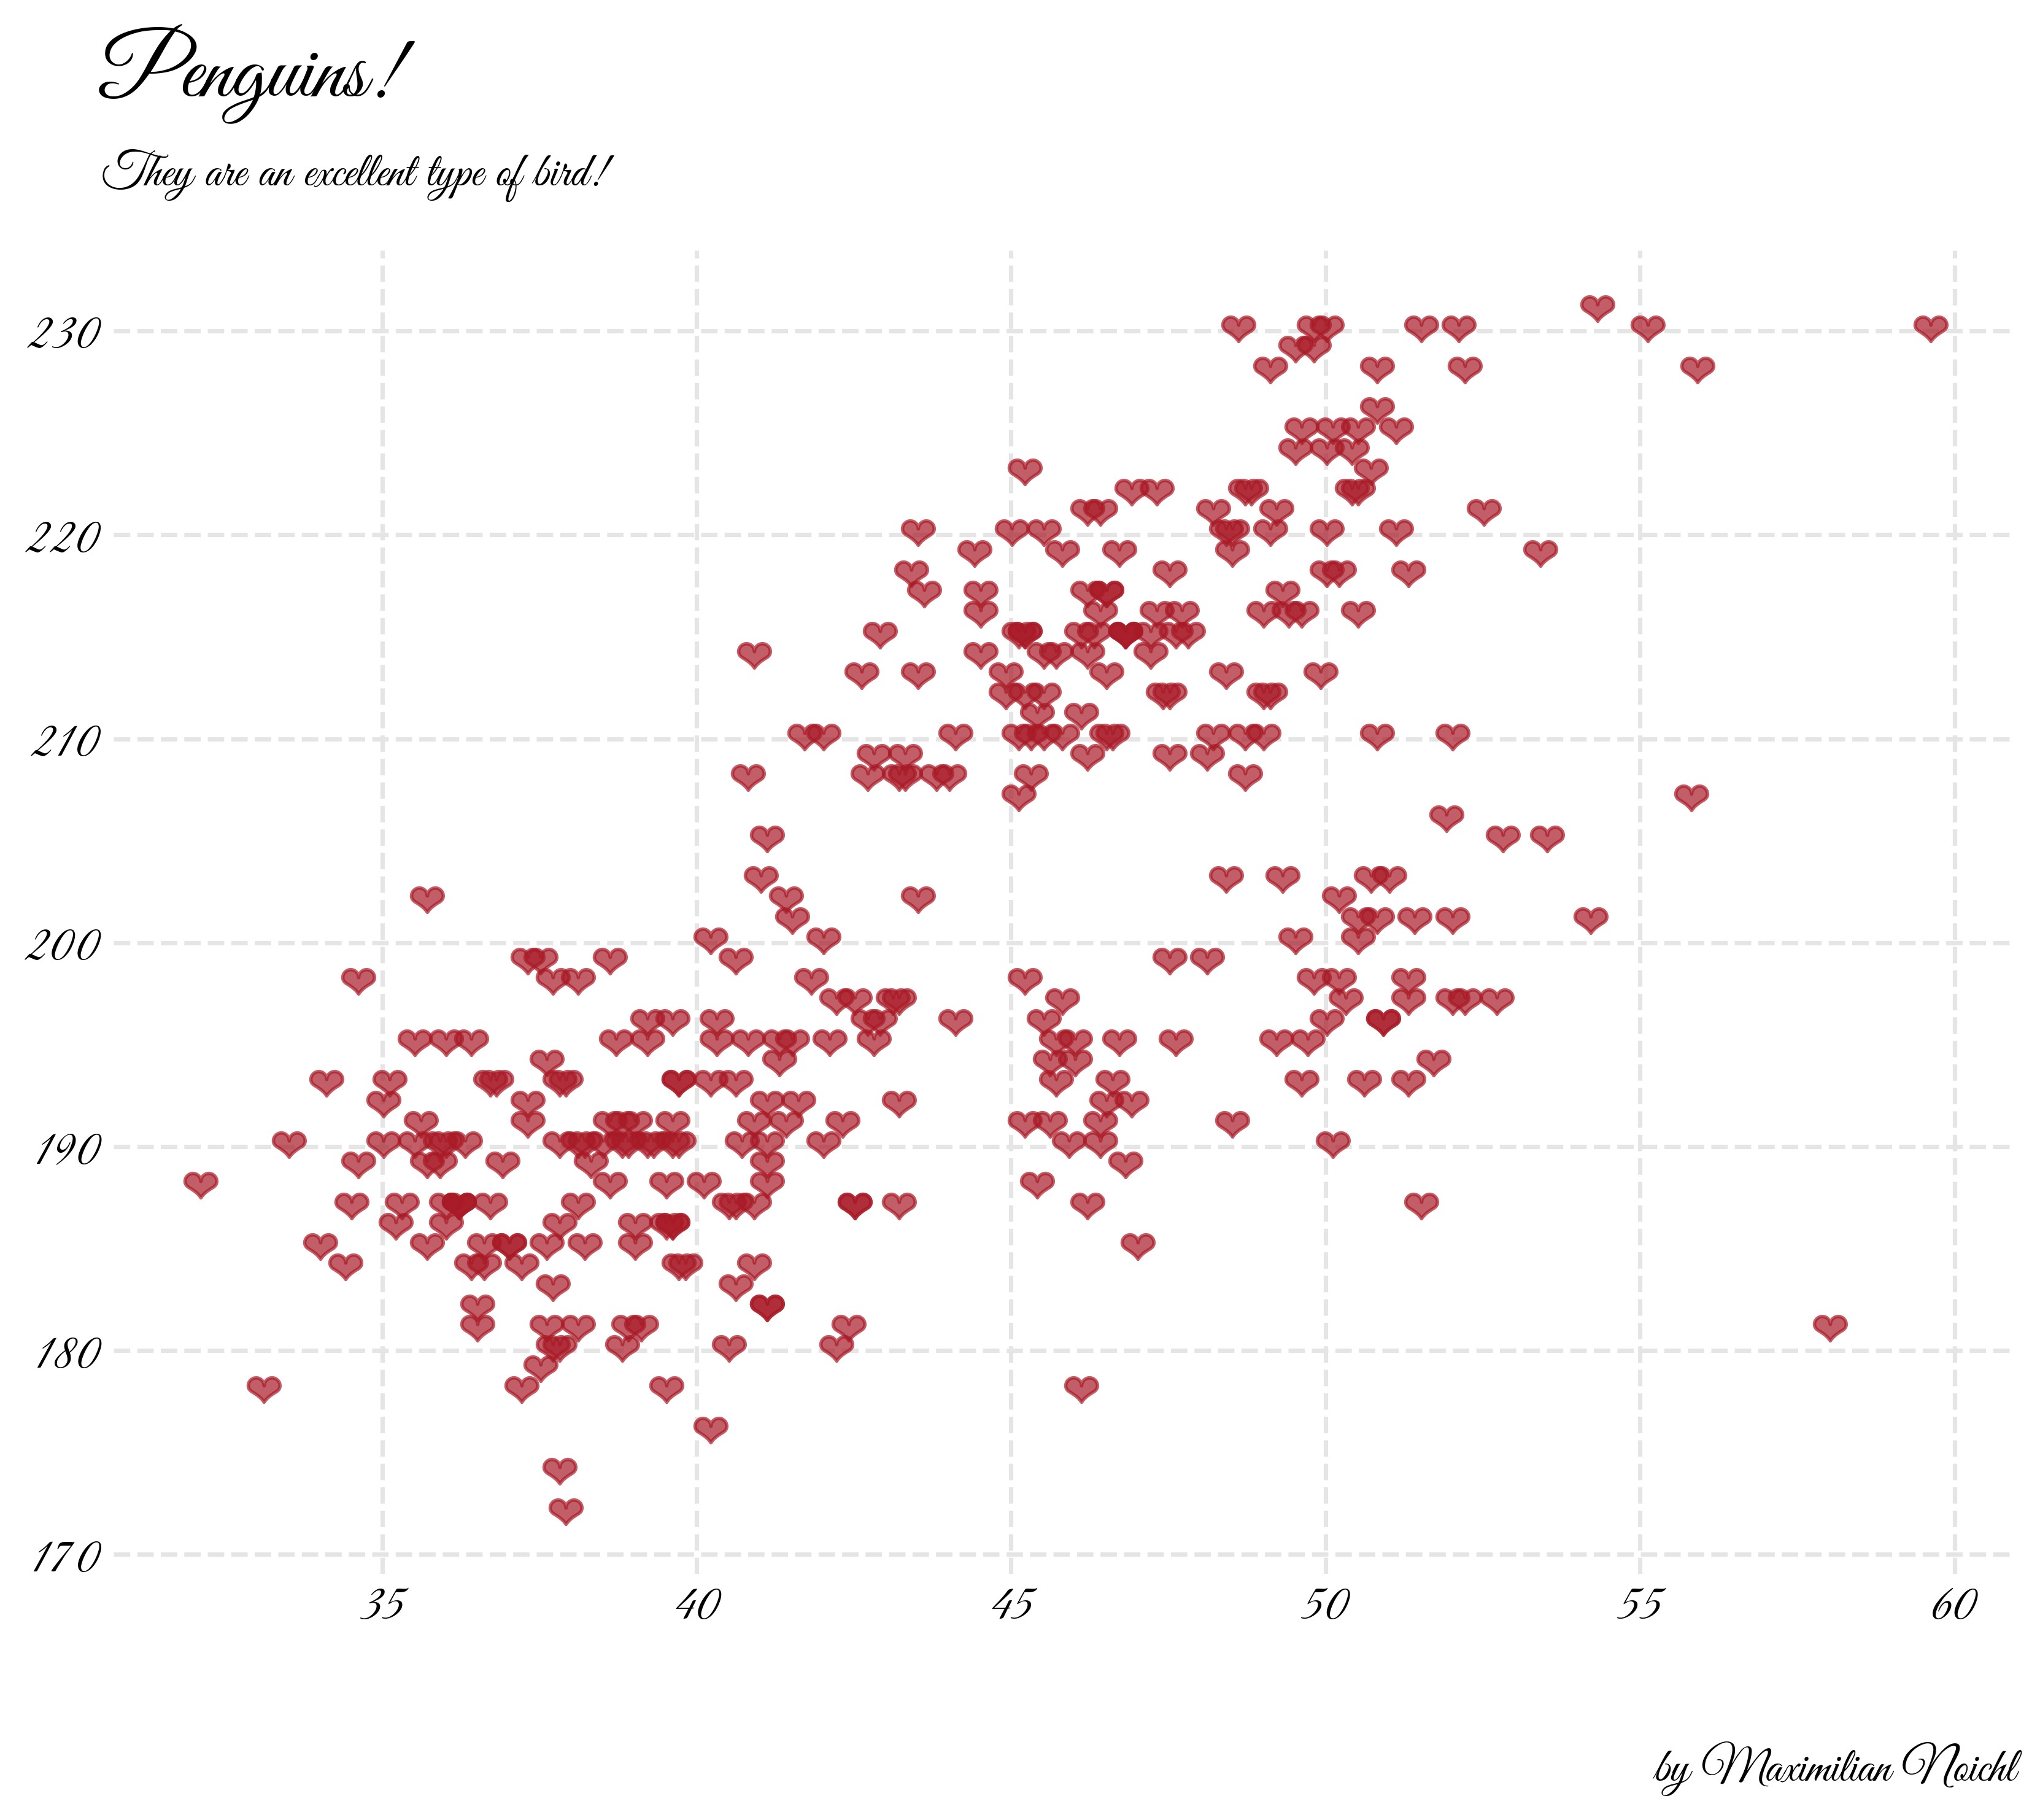 Penguins!
They are an excellent type of bird!
230
220
210
200
190
180
170
35 40 45 50 55 60
by Maximilian Noichl